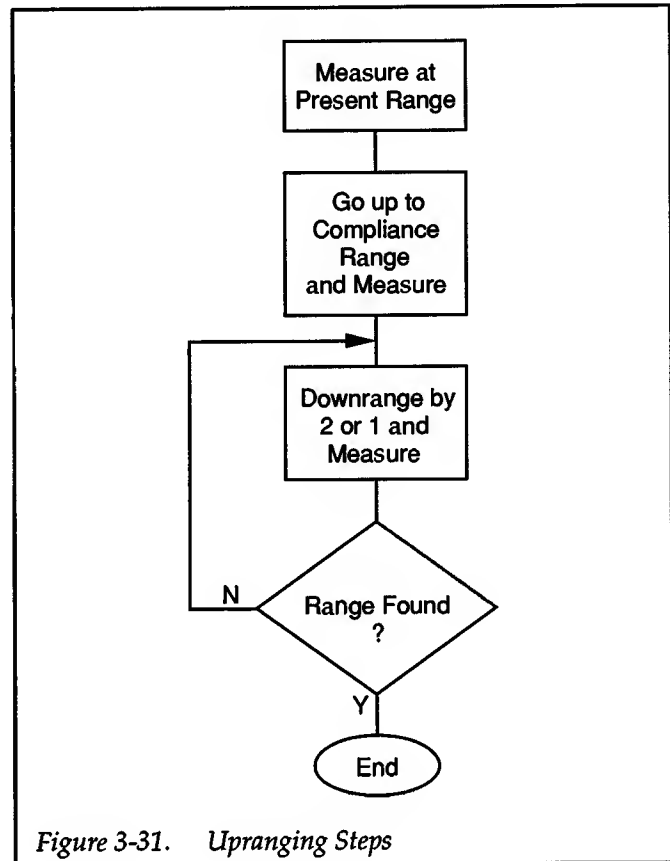 Measure at
Present Range
Go up to
Compliance
Range
and Measure
Downrange by
2 or 1 and
Measure
Range Found
?
N
Y
End
Figure 3-31. Upranging Steps